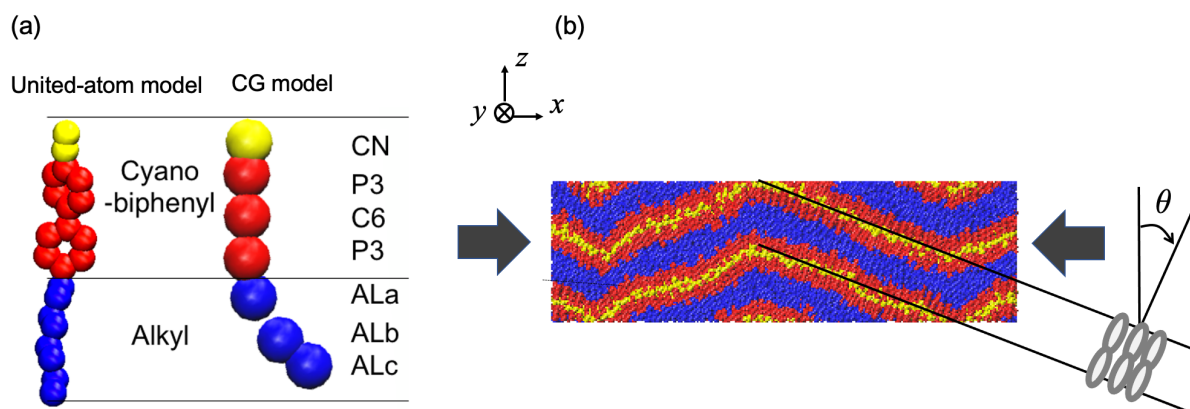 (a)
(b)
United-atom model
CG model
Cyano
-biphenyl
CN
P3
C6
P3
Alkyl
ALa
ALb
ALc
z
y
x
θ